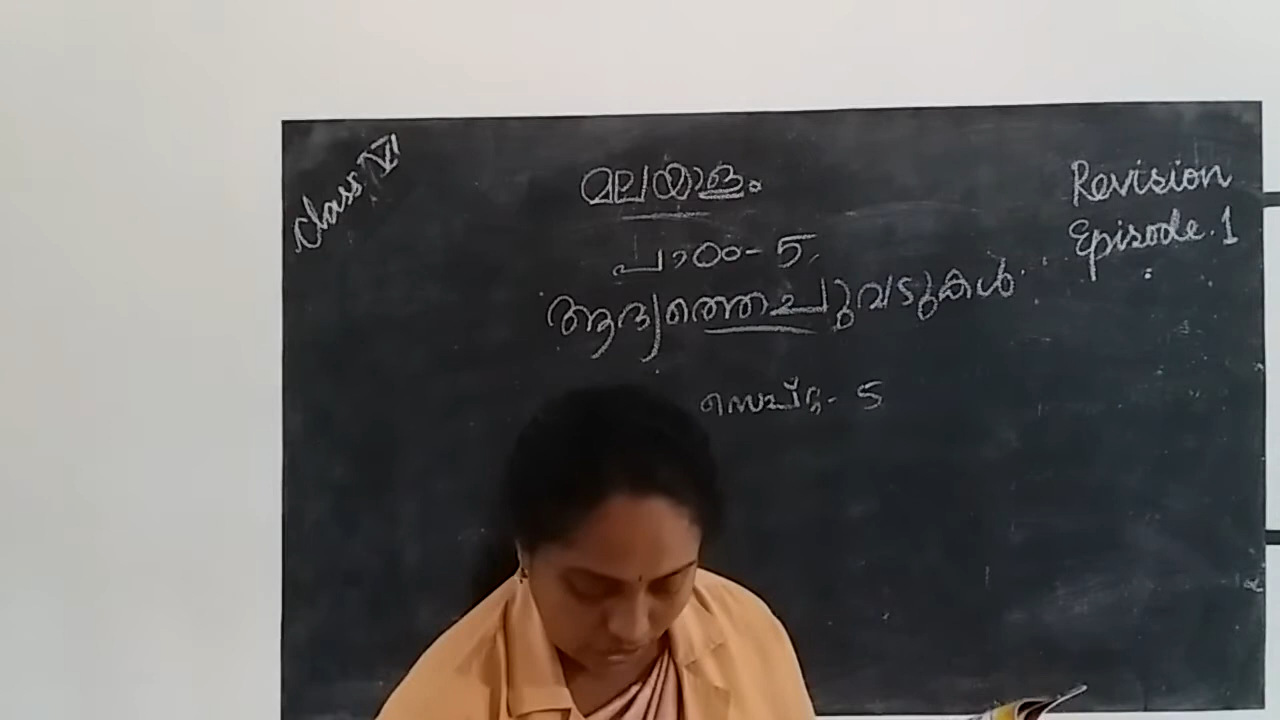 Class VI
മലയാളം
Revision
Episode.1
പാഠം- 5
ആദ്യത്തെചുവടുകൾ
സെപ്റ്റ- 5